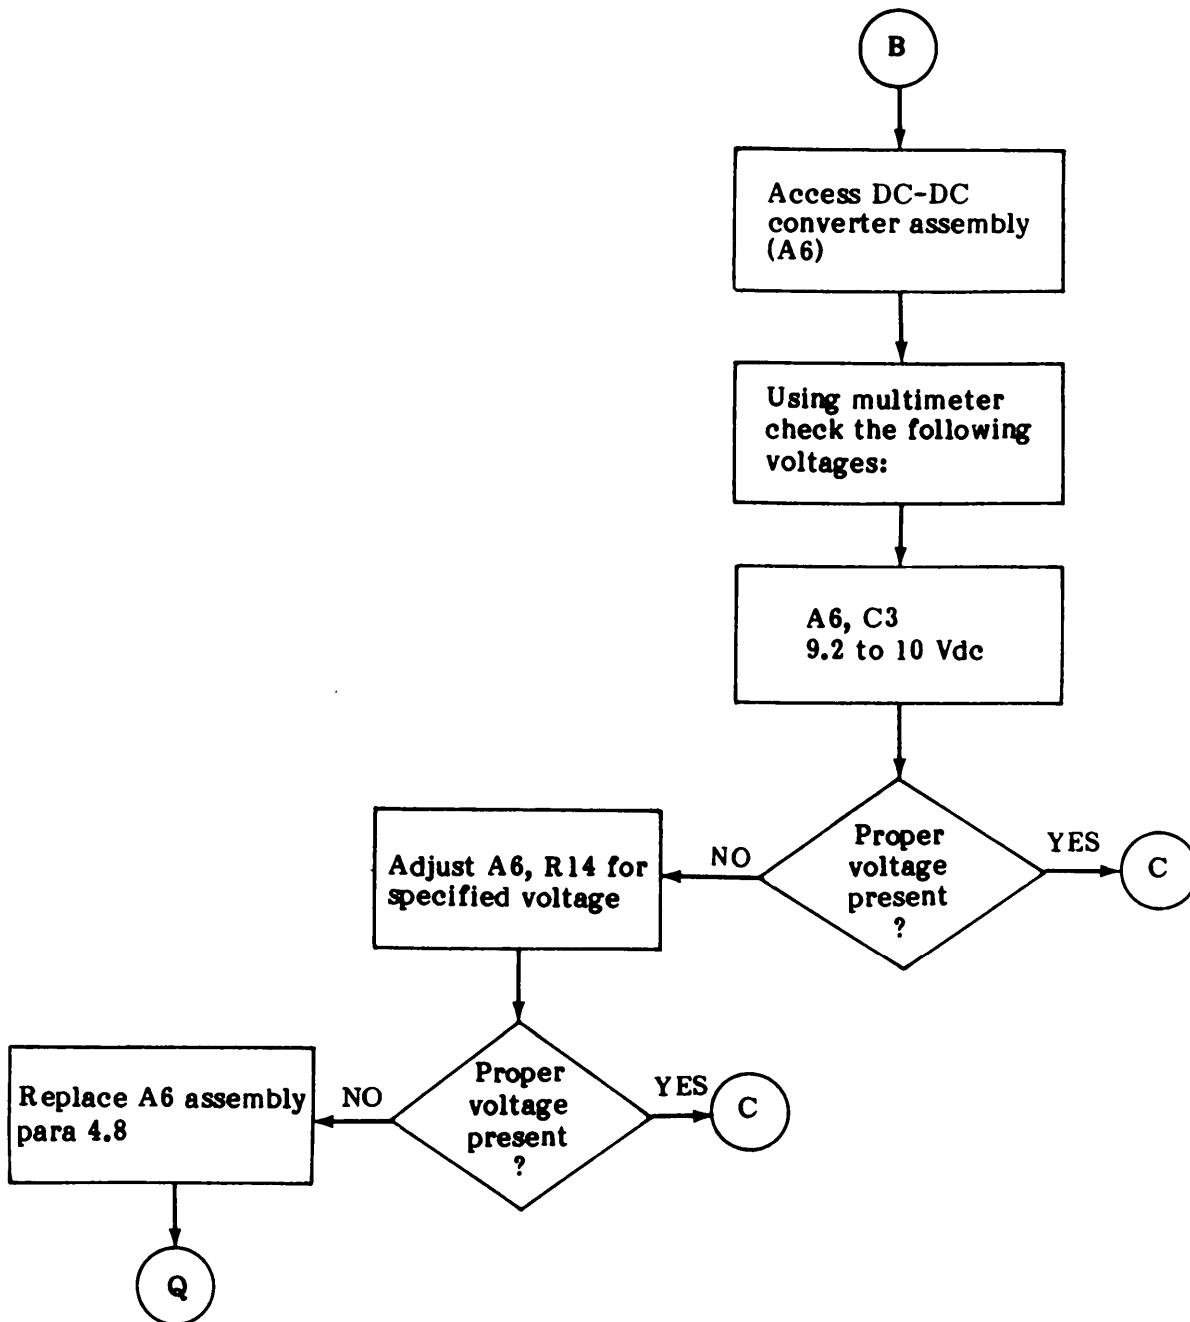 B
Access DC-DC
converter assembly
(A6)
Using multimeter
check the following
voltages:
A6, C3
9.2 to 10 Vdc
Proper
voltage
present
?
YES
C
NO
Adjust A6, R14 for
specified voltage
Proper
voltage
present
?
YES
C
NO
Replace A6 assembly
para 4.8
Q